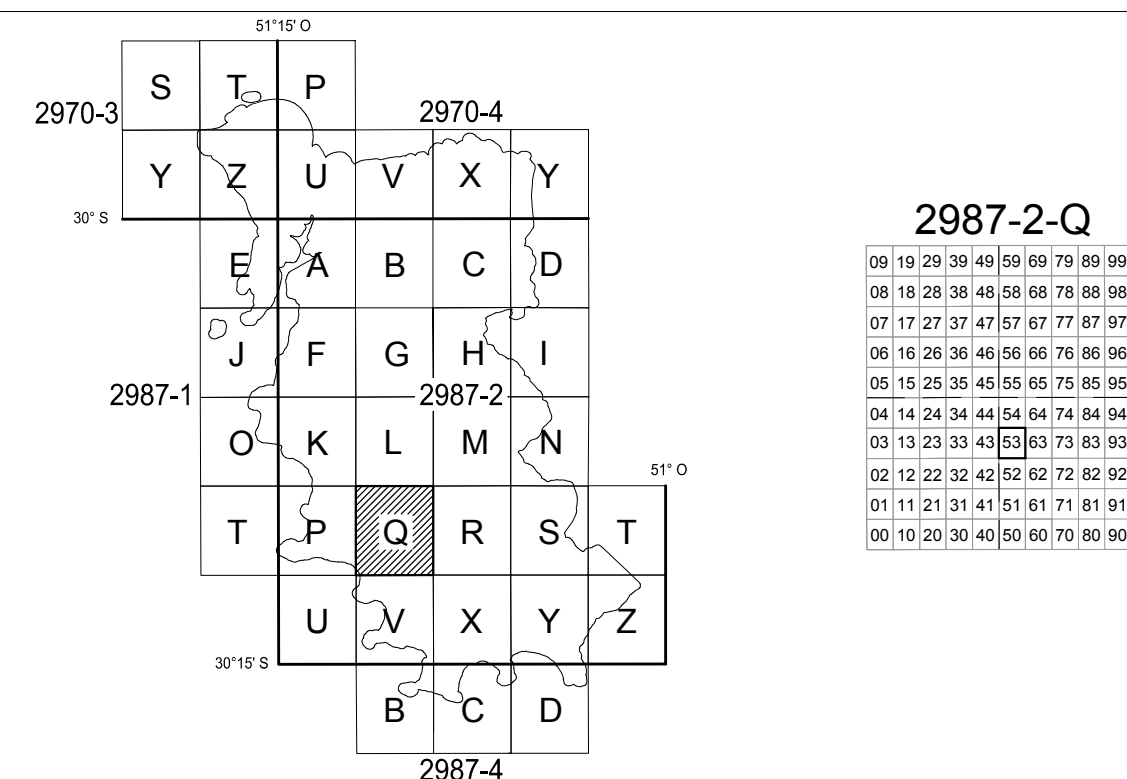 51°15' O
S T P
2970-3
2970-4
Y Z U V X Y
30° S
E A B C D
J F G H I
2987-1
2987-2
O K L M N
51° O
T P Q R S T
U V X Y Z
30°15' S
B C D
2987-4
2987-2-Q
09 19 29 39 49 59 69 79 89 99
08 18 28 38 48 58 68 78 88 98
07 17 27 37 47 57 67 77 87 97
06 16 26 36 46 56 66 76 86 96
05 15 25 35 45 55 65 75 85 95
04 14 24 34 44 54 64 74 84 94
03 13 23 33 43 53 63 73 83 93
02 12 22 32 42 52 62 72 82 92
01 11 21 31 41 51 61 71 81 91
00 10 20 30 40 50 60 70 80 90